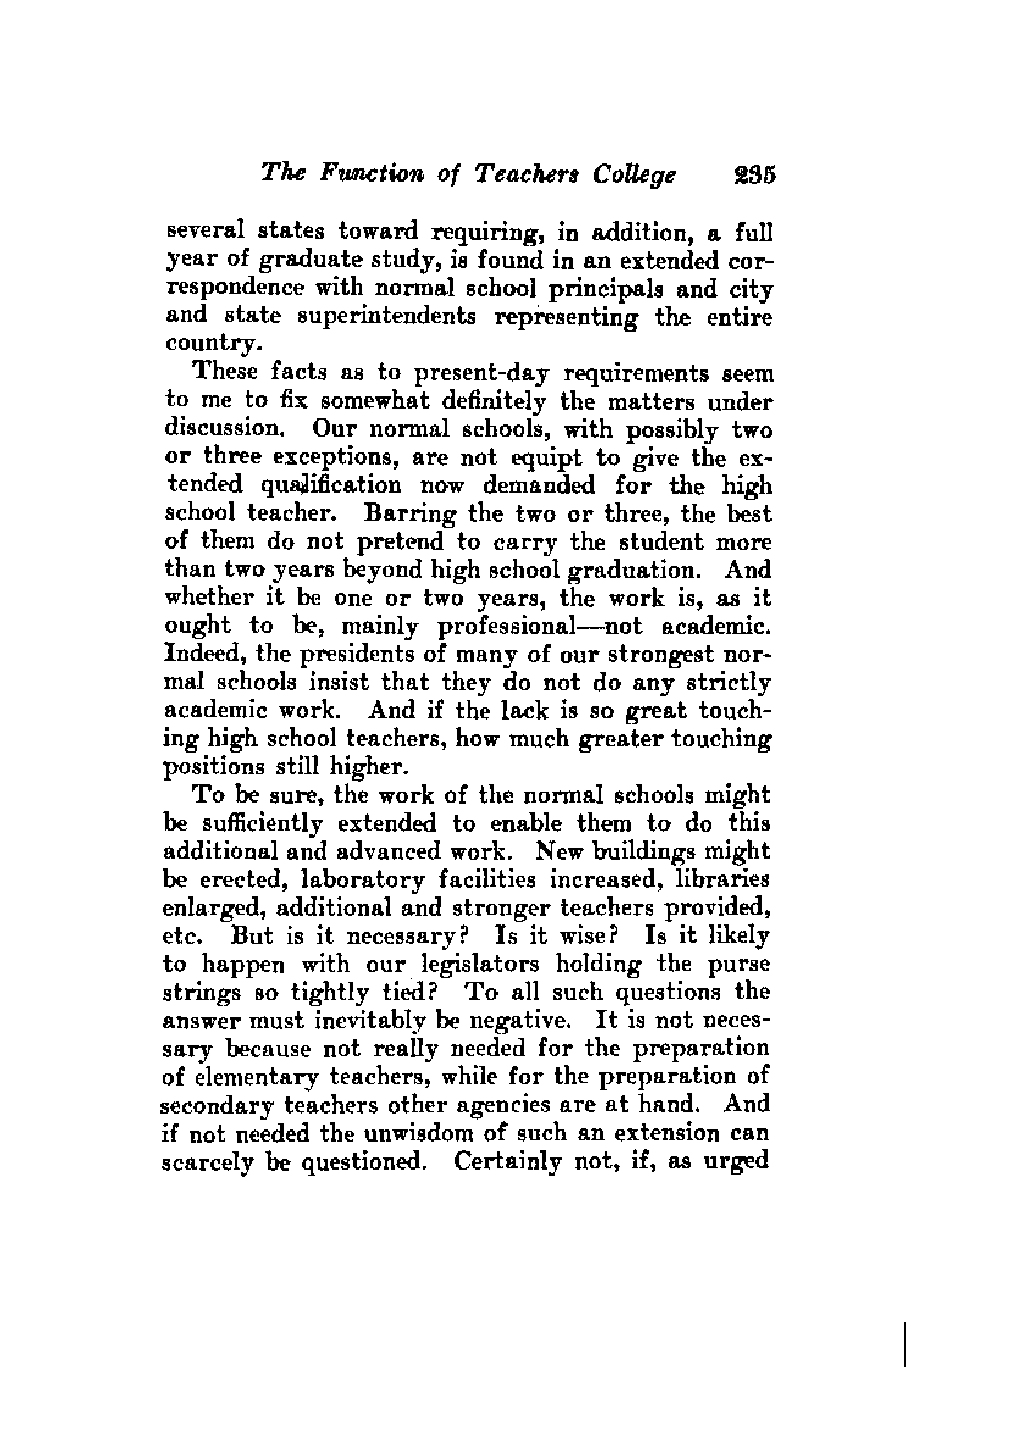 The Function of Teachers College 235
several states toward requiring, in addition, a full
year of graduate study, is found in an extended cor-
respondence with normal school principals and city
and state superintendents representing the entire
country.
These facts as to present-day requirements seem
to me to fix somewhat definitely the matters under
discussion. Our normal schools, with possibly two
or three exceptions, are not equipt to give the ex-
tended qualification now demanded for the high
school teacher. Barring the two or three, the best
of them do not pretend to carry the student more
than two years beyond high school graduation. And
whether it be one or two years, the work is, as it
ought to be, mainly professional—not academic.
Indeed, the presidents of many of our strongest nor-
mal schools insist that they do not do any strictly
academic work. And if the lack is so great touch-
ing high school teachers, how much greater touching
positions still higher.
To be sure, the work of the normal schools might
be sufficiently extended to enable them to do this
additional and advanced work. New buildings might
be erected, laboratory facilities increased, libraries
enlarged, additional and stronger teachers provided,
etc. But is it necessary? Is it wise? Is it likely
to happen with our legislators holding the purse
strings so tightly tied? To all such questions the
answer must inevitably be negative. It is not neces-
sary because not really needed for the preparation
of elementary teachers, while for the preparation of
secondary teachers other agencies are at hand. And
if not needed the unwisdom of such an extension can
scarcely be questioned. Certainly not, if, as urged